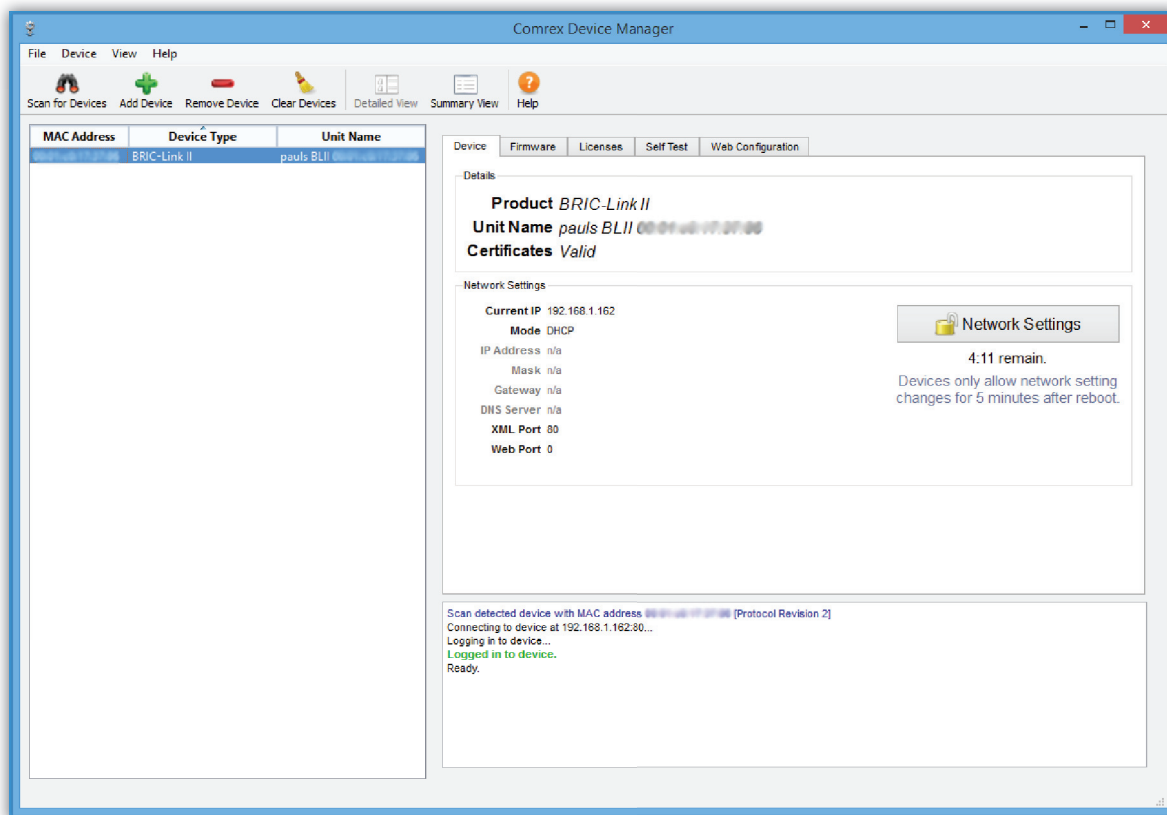 Comrex Device Manager
File Device View Help
Scan for Devices Add Device Remove Device Clear Devices Detailed View Summary View Help
MAC Address Device Type Unit Name
BRIC-Link II pauls BLII
Device Firmware Licenses Self Test Web Configuration
Details
Product BRIC-Link II
Unit Name pauls BLII
Certificates Valid
Network Settings
Current IP 192.168.1.162
Mode DHCP
IP Address n/a
Mask n/a
Gateway n/a
DNS Server n/a
XML Port 80
Web Port 0
Network Settings
4:11 remain.
Devices only allow network setting
changes for 5 minutes after reboot.
Scan detected device with MAC address [Protocol Revision 2]
Connecting to device at 192.168.1.162:80...
Logging in to device...
Logged in to device.
Ready.